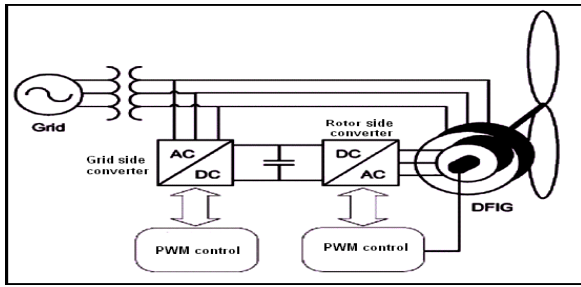 Grid
Grid side
converter
AC
DC
Rotor side
converter
DC
AC
DFIG
PWM control
PWM control